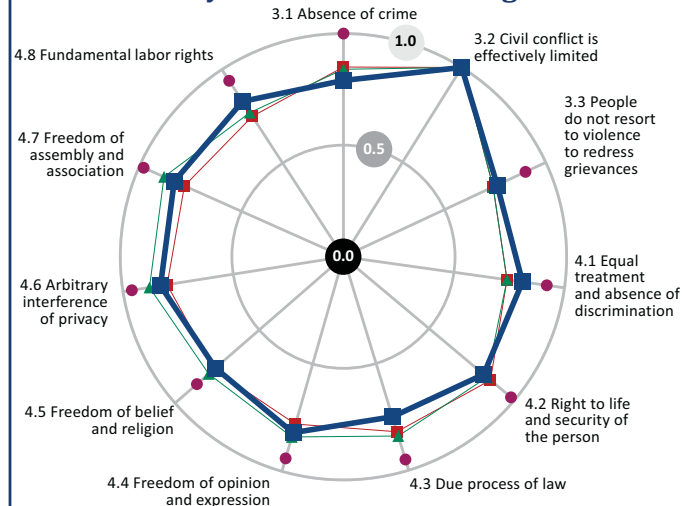 3.1 Absence of crime
1.0
3.2 Civil conflict is
effectively limited
4.8 Fundamental labor rights
3.3 People
do not resort
to violence
to redress
grievances
0.5
4.7 Freedom of
assembly and
association
0.0
4.1 Equal
treatment
and absence of
discrimination
4.6 Arbitrary
interference
of privacy
4.2 Right to life
and security of
the person
4.5 Freedom of belief
and religion
4.3 Due process of law
4.4 Freedom of opinion
and expression